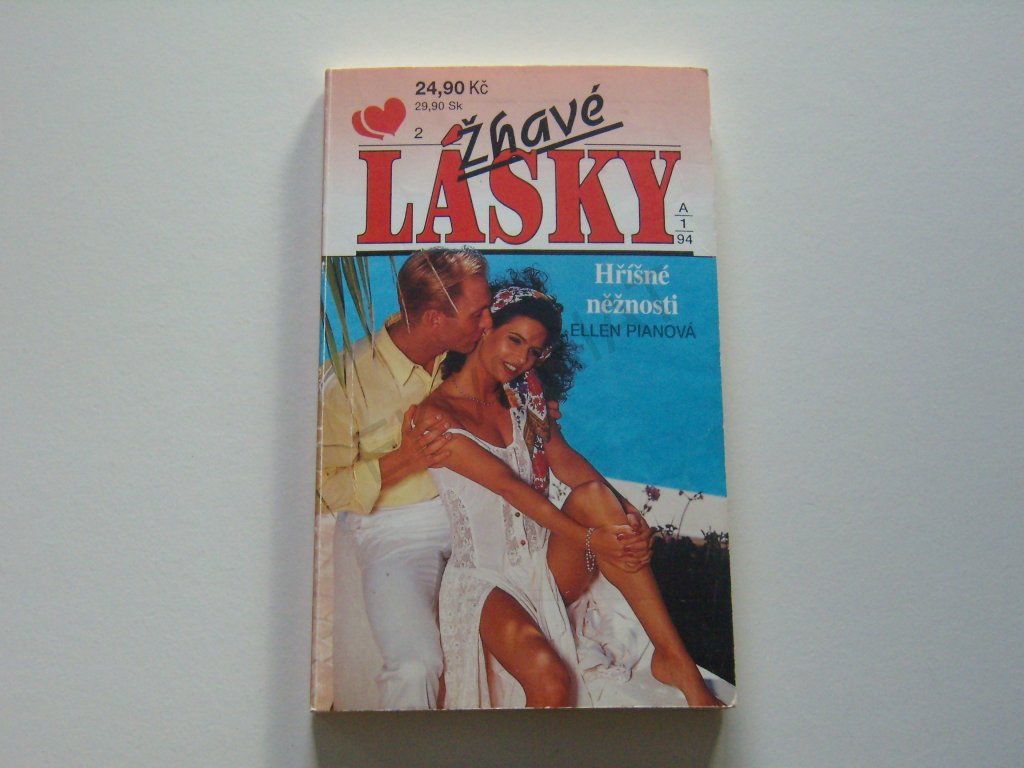 24,90 Kč
29,90 Sk
2
žhavé
LÁSKY
A
1
94
Hříšné
něžnosti
ELLEN PIANOVÁ